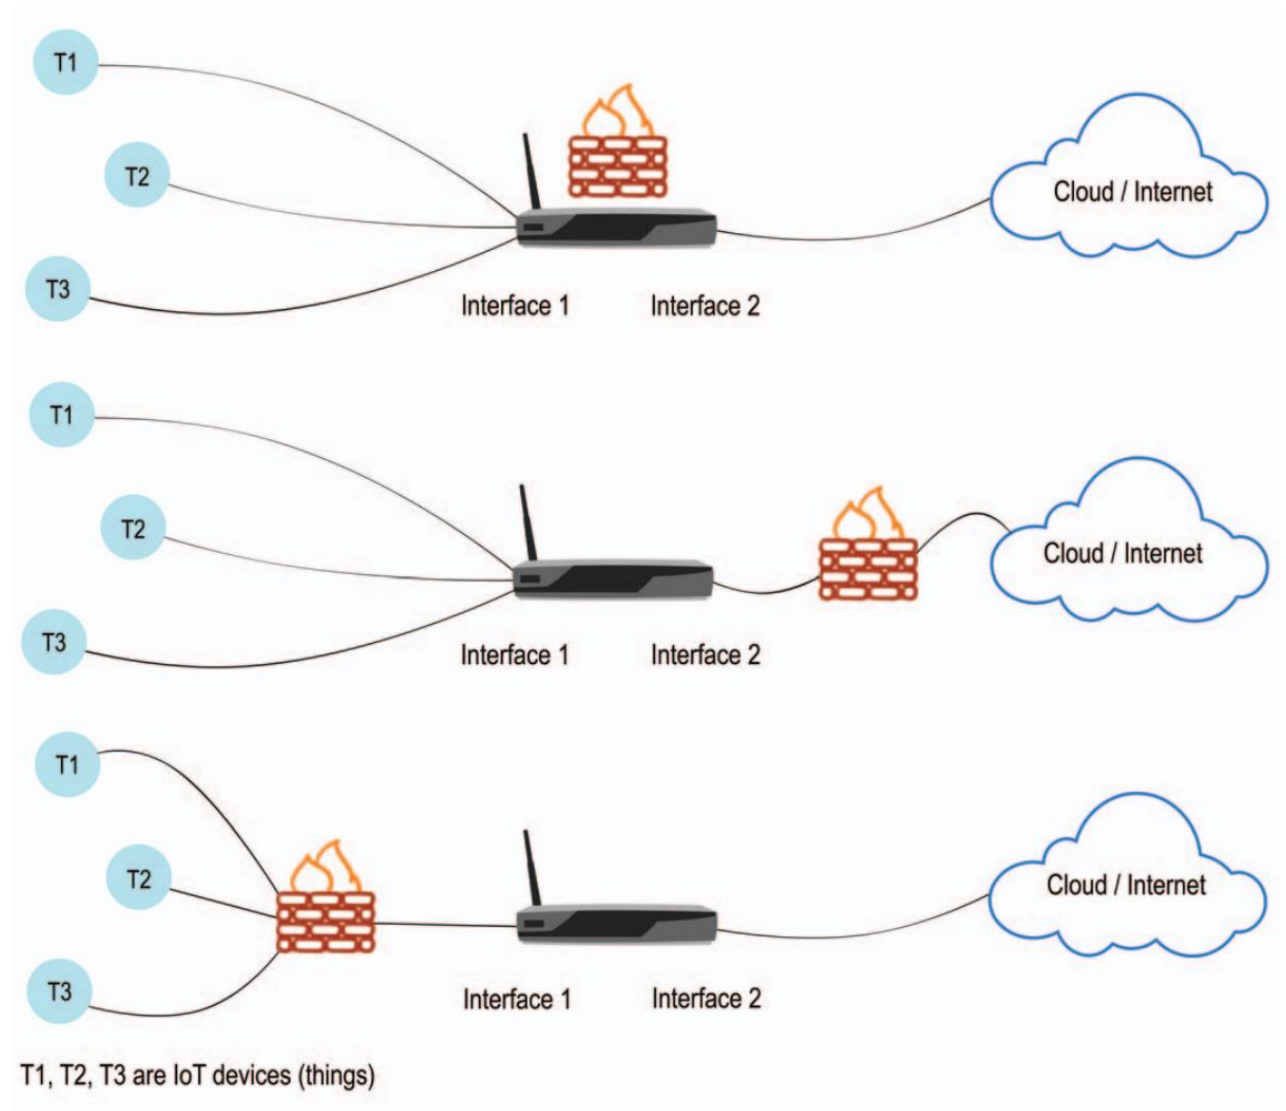 T1
T2
Cloud / Internet
T3
Interface 1
Interface 2
T1
T2
Cloud / Internet
T3
Interface 1
Interface 2
T1
T2
Cloud / Internet
T3
Interface 1
Interface 2
T1, T2, T3 are IoT devices (things)